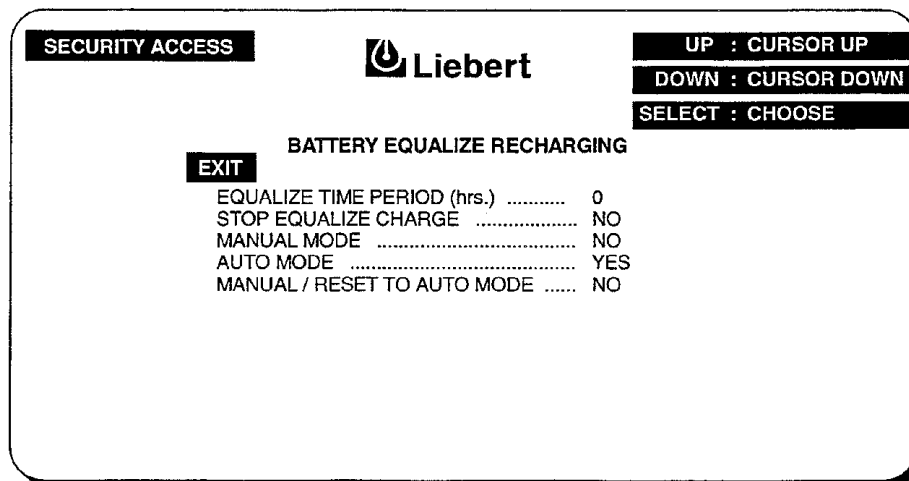 SECURITY ACCESS
Liebert
UP : CURSOR UP
DOWN : CURSOR DOWN
SELECT : CHOOSE
BATTERY EQUALIZE RECHARGING
EXIT
EQUALIZE TIME PERIOD (hrs.) ........... 0
STOP EQUALIZE CHARGE ................... NO
MANUAL MODE ..................................... NO
AUTO MODE .......................................... YES
MANUAL / RESET TO AUTO MODE ...... NO